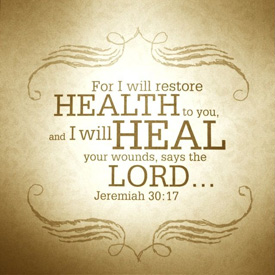 For I will restore
HEALTH to you,
and I will HEAL
your wounds, says the
LORD...
Jeremiah 30:17